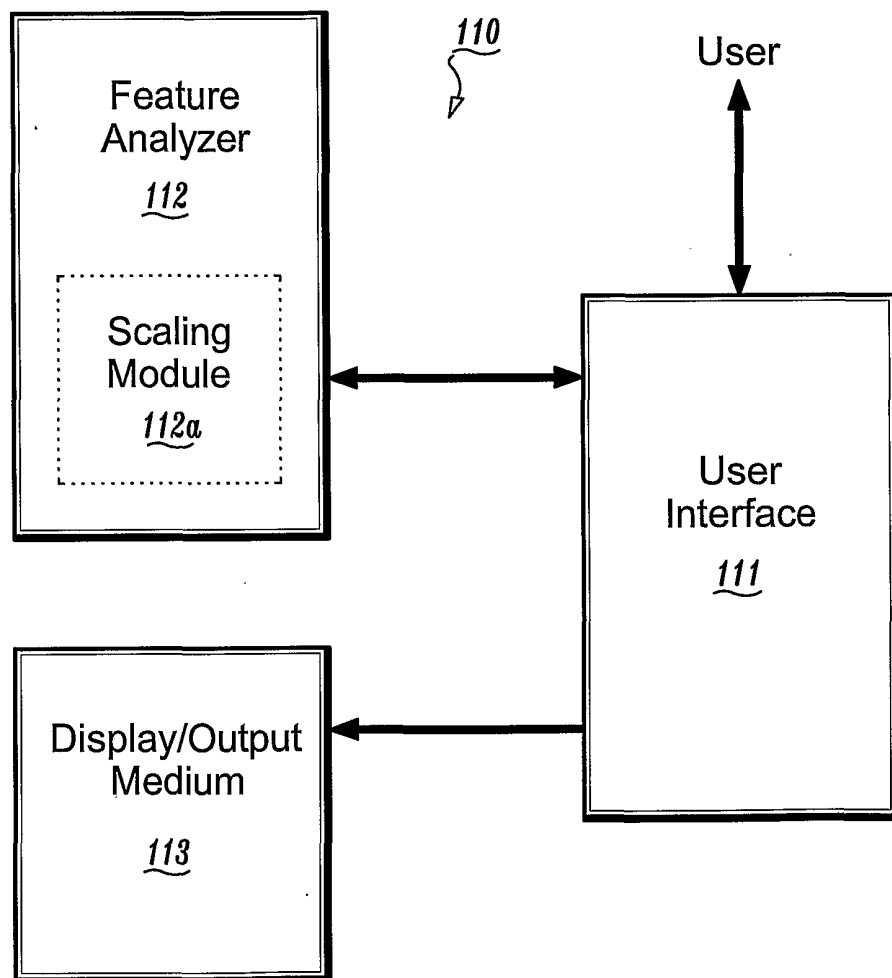 110
User
Feature
Analyzer
112
Scaling
Module
112a
User
Interface
111
Display/Output
Medium
113